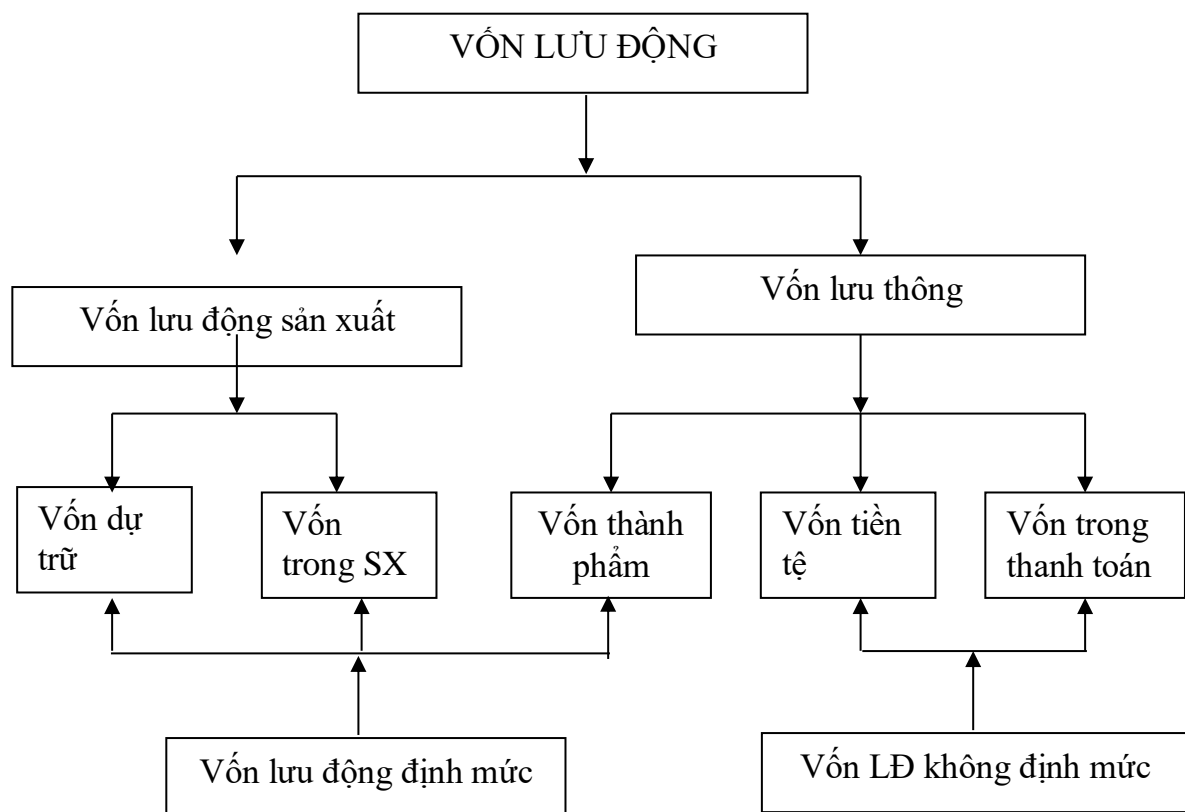 VỐN LƯU ĐỘNG
Vốn lưu thông
Vốn lưu động sản xuất
Vốn dự
trữ
Vốn
trong SX
Vốn thành
phẩm
Vốn tiền
tệ
Vốn trong
thanh toán
Vốn lưu động định mức
Vốn LĐ không định mức